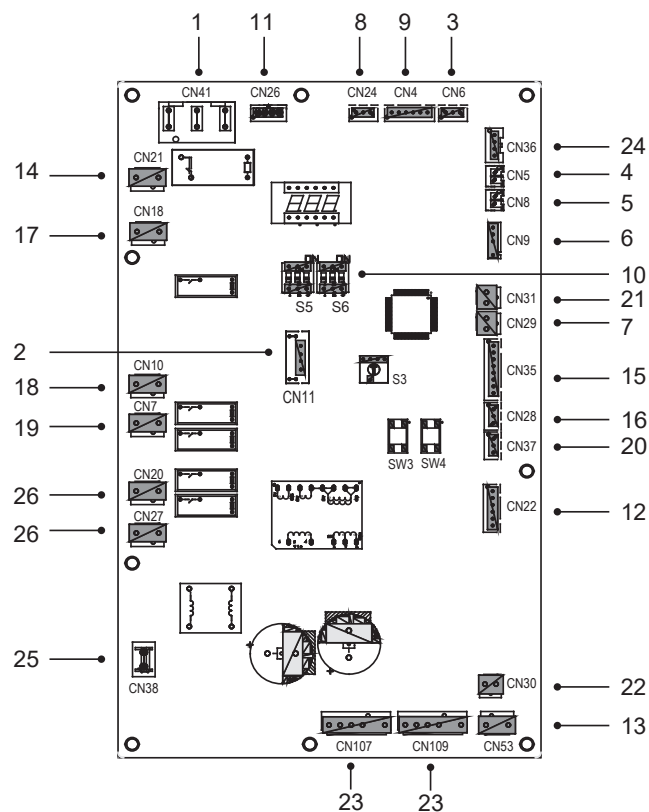 1 11 8 9 3
CN41 CN26 CN24 CN4 CN6
CN36 24
CN21
14
CN5 4
CN8 5
CN18
17
CN9 6
ON ON
10
S5 S6
CN31 21
CN29 7
2
CN11
S3
CN35 15
CN10
18
CN7
19
CN28 16
CN37 20
SW3 SW4
CN20
26
CN22 12
CN27
26
25
CN38
CN30 22
13
CN107 CN109 CN53
23 23